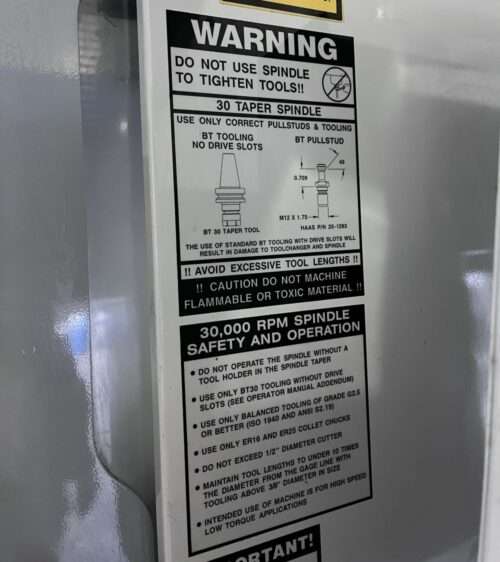 WARNING
DO NOT USE SPINDLE
TO TIGHTEN TOOLS!!
30 TAPER SPINDLE
USE ONLY CORRECT PULLSTUDS & TOOLING
BT TOOLING
NO DRIVE SLOTS
BT PULLSTUD
45
0.709
M12 X 1.75
BT 30 TAPER TOOL
HAAS P/N 20-1293
THE USE OF STANDARD BT TOOLING WITH DRIVE SLOTS WILL
RESULT IN DAMAGE TO TOOLCHANGER AND SPINDLE
!! AVOID EXCESSIVE TOOL LENGTHS !!
!! CAUTION DO NOT MACHINE
FLAMMABLE OR TOXIC MATERIAL !!
30,000 RPM SPINDLE
SAFETY AND OPERATION
• DO NOT OPERATE THE SPINDLE WITHOUT A
TOOL HOLDER IN THE SPINDLE TAPER
• USE ONLY BT30 TOOLING WITHOUT DRIVE
SLOTS (SEE OPERATOR MANUAL ADDENDUM)
• USE ONLY BALANCED TOOLING OF GRADE G2.5
OR BETTER (ISO 1940 AND ANSI S2.19)
• USE ONLY ER16 AND ER25 COLLET CHUCKS
• DO NOT EXCEED 1/2" DIAMETER CUTTER
• MAINTAIN TOOL LENGTHS TO UNDER 10 TIMES
THE DIAMETER FROM THE GAGE LINE WITH
TOOLING ABOVE 3/8" DIAMETER IN SIZE
• INTENDED USE OF MACHINE IS FOR HIGH SPEED
LOW TORQUE APPLICATIONS
ORTANT!